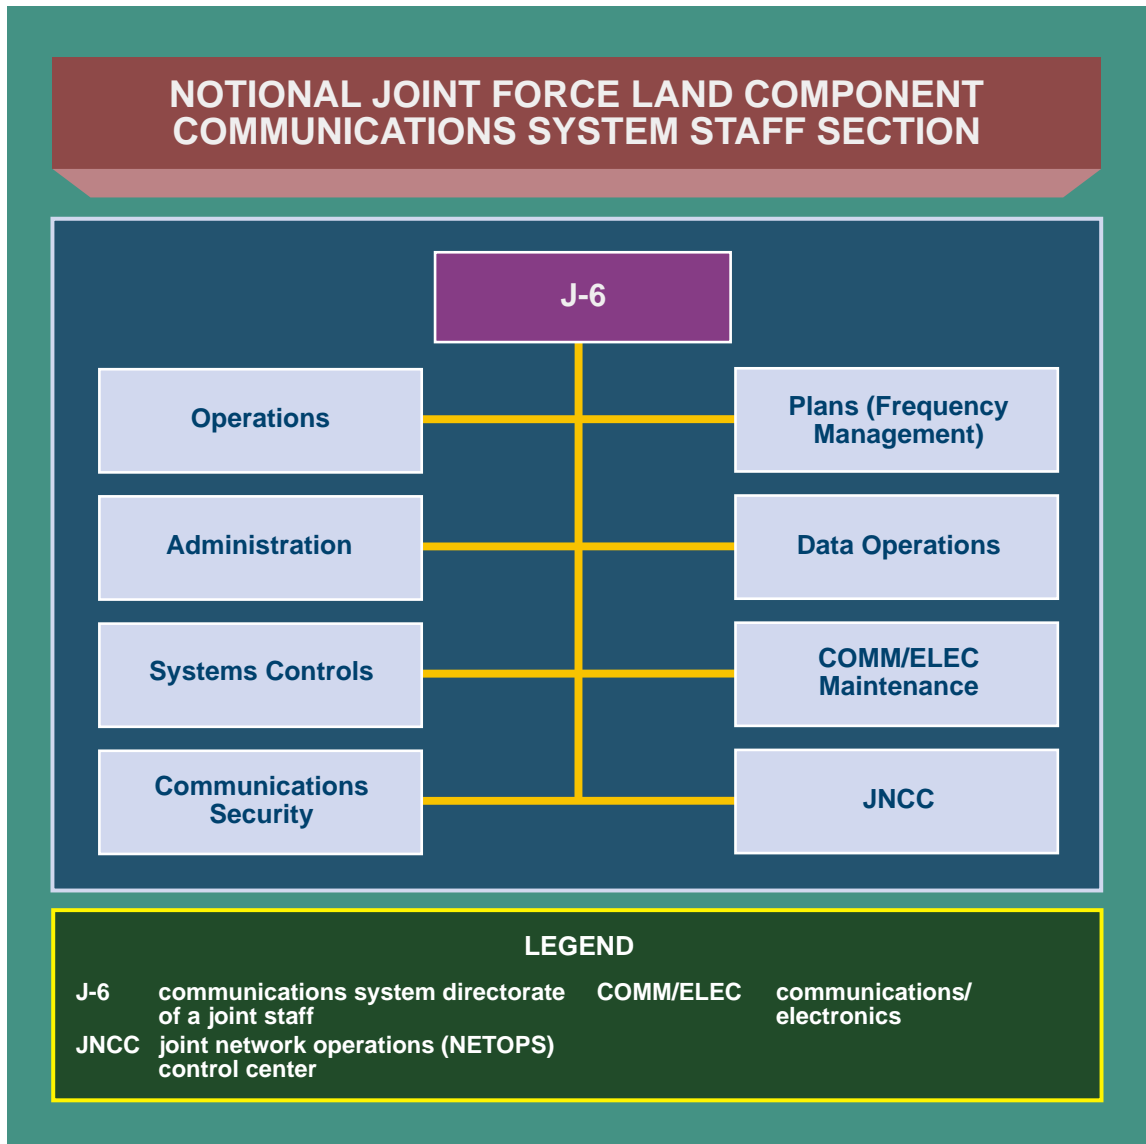 NOTIONAL JOINT FORCE LAND COMPONENT
COMMUNICATIONS SYSTEM STAFF SECTION
J-6
Operations
Plans (Frequency
Management)
Administration
Data Operations
Systems Controls
COMM/ELEC
Maintenance
Communications
Security
JNCC
LEGEND
J-6 communications system directorate
of a joint staff
JNCC joint network operations (NETOPS)
control center
COMM/ELEC communications/
electronics